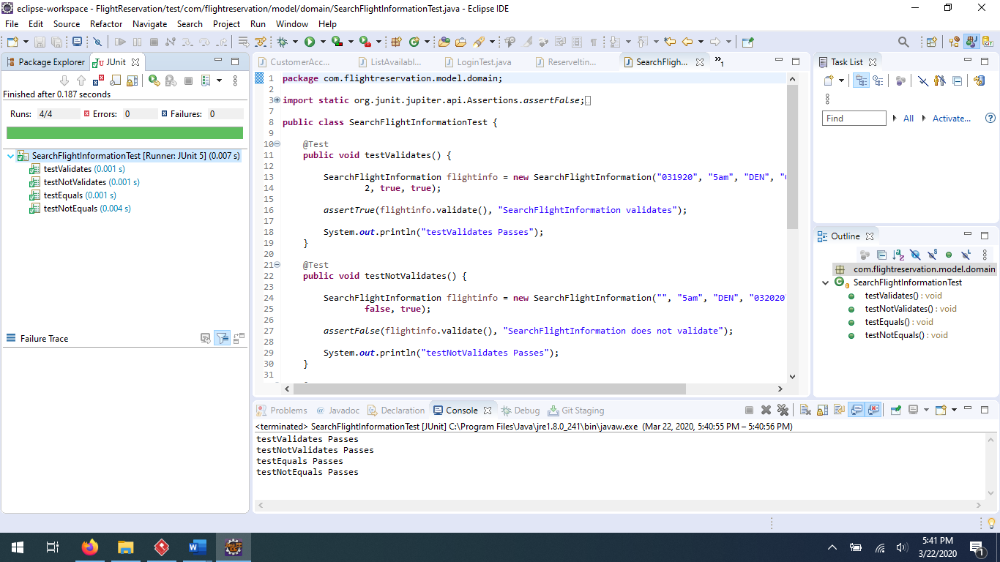 eclipse-workspace - FlightReservation/test/com/flightreservation/model/domain/SearchFlightInformationTest.java - Eclipse IDE
File Edit Source Refactor Navigate Search Project Run Window Help
Package Explorer JUnit
Finished after 0.187 seconds
Runs: 4/4 Errors: 0 Failures: 0
SearchFlightInformationTest [Runner: JUnit 5] (0.007 s)
testValidates (0.001 s)
testNotValidates (0.001 s)
testEquals (0.001 s)
testNotEquals (0.004 s)
Failure Trace
CustomerAcc... ListAvailabl... LoginTest.java ReserveItin... SearchFligh... »1
1 package com.flightreservation.model.domain;
2
3 import static org.junit.jupiter.api.Assertions.assertFalse;
7
8 public class SearchFlightInformationTest {
9
10 @Test
11 public void testValidates() {
12
13 SearchFlightInformation flightinfo = new SearchFlightInformation("031920", "5am", "DEN", "
14 2, true, true);
15
16 assertTrue(flightinfo.validate(), "SearchFlightInformation validates");
17
18 System.out.println("testValidates Passes");
19 }
20
21 @Test
22 public void testNotValidates() {
23
24 SearchFlightInformation flightinfo = new SearchFlightInformation("", "5am", "DEN", "032020"
25 false, true);
26
27 assertFalse(flightinfo.validate(), "SearchFlightInformation does not validate");
28
29 System.out.println("testNotValidates Passes");
30 }
31
Task List
Find All Activate...
Outline
com.flightreservation.model.domain
SearchFlightInformationTest
testValidates() : void
testNotValidates() : void
testEquals() : void
testNotEquals() : void
Problems Javadoc Declaration Console Debug Git Staging
<terminated> SearchFlightInformationTest [JUnit] C:\Program Files\Java\jre1.8.0_241\bin\javaw.exe (Mar 22, 2020, 5:40:55 PM – 5:40:56 PM)
testValidates Passes
testNotValidates Passes
testEquals Passes
testNotEquals Passes
5:41 PM
3/22/2020
1